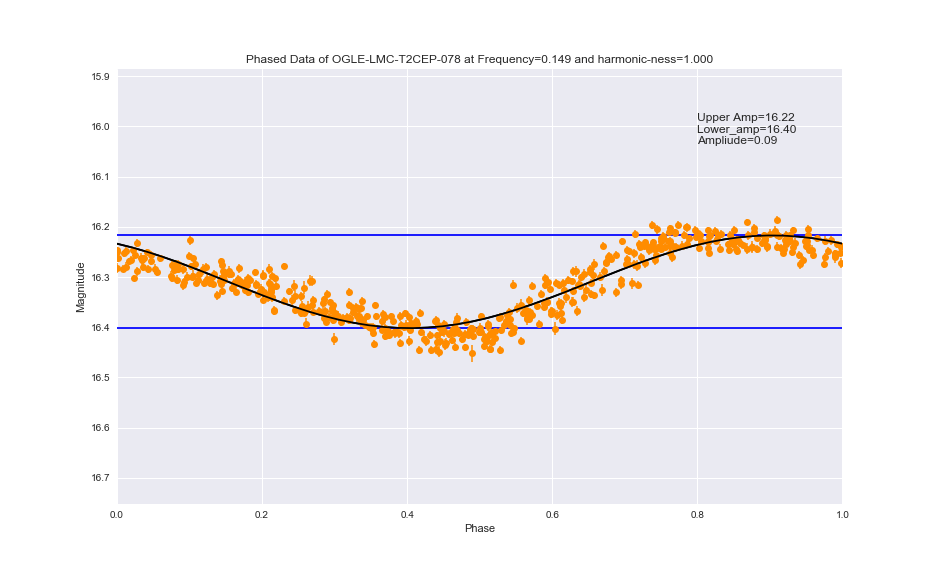 Phased Data of OGLE-LMC-T2CEP-078 at Frequency=0.149 and harmonic-ness=1.000
15.9
16.0
16.1
16.2
16.3
16.4
16.5
16.6
16.7
Magnitude
Upper Amp=16.22
Lower_amp=16.40
Ampliude=0.09
0.0
0.2
0.4
0.6
0.8
1.0
Phase